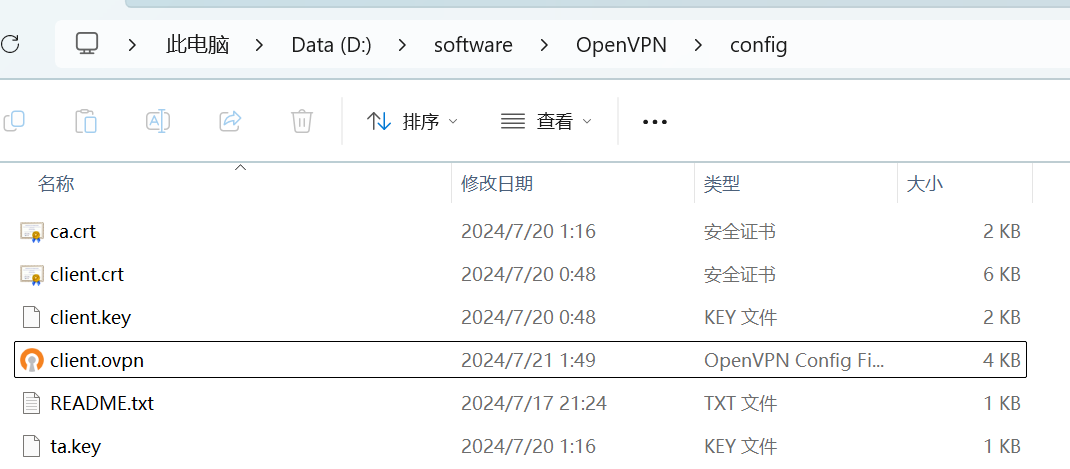 此电脑 > Data (D:) > software > OpenVPN > config
排序 查看 •••
名称 修改日期 类型 大小
ca.crt 2024/7/20 1:16 安全证书 2 KB
client.crt 2024/7/20 0:48 安全证书 6 KB
client.key 2024/7/20 0:48 KEY 文件 2 KB
client.ovpn 2024/7/21 1:49 OpenVPN Config Fi... 4 KB
README.txt 2024/7/17 21:24 TXT 文件 1 KB
ta.key 2024/7/20 1:16 KEY 文件 1 KB